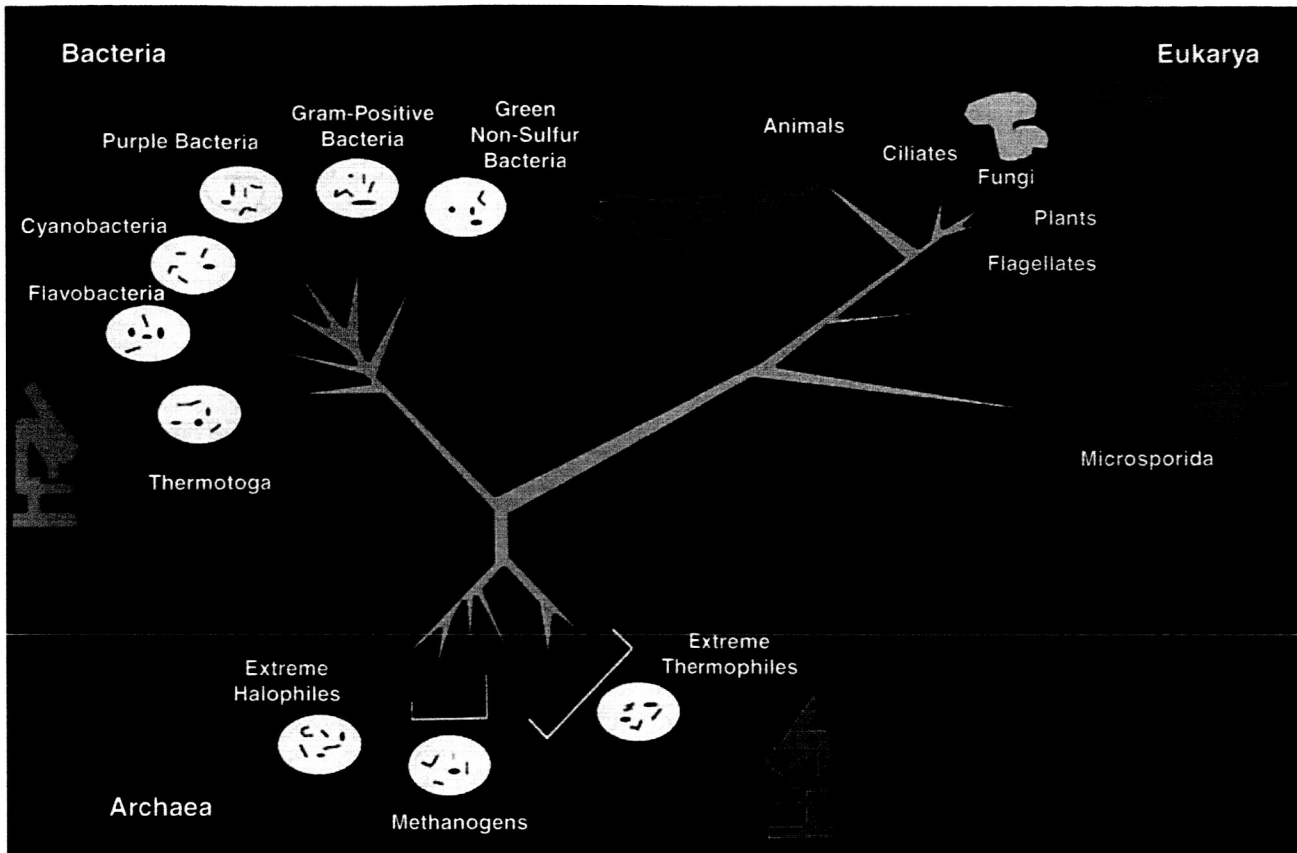 Bacteria
Eukarya
Gram-Positive
Bacteria
Green
Non-Sulfur
Bacteria
Purple Bacteria
Animals
Ciliates
Fungi
Cyanobacteria
Plants
Flagellates
Flavobacteria
Thermotoga
Microsporida
Extreme
Halophiles
Extreme
Thermophiles
Methanogens
Archaea